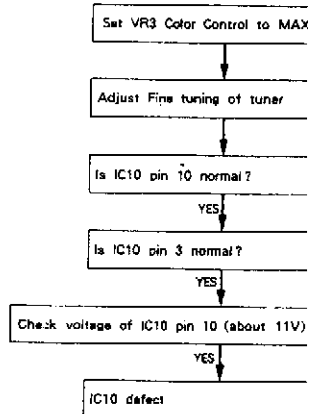 Set VR3 Color Control to MAX
Adjust Fine tuning of tuner
Is IC10 pin 10 normal?
YES
Is IC10 pin 3 normal?
YES
Check voltage of IC10 pin 10 (about 11V)
YES
IC10 defect